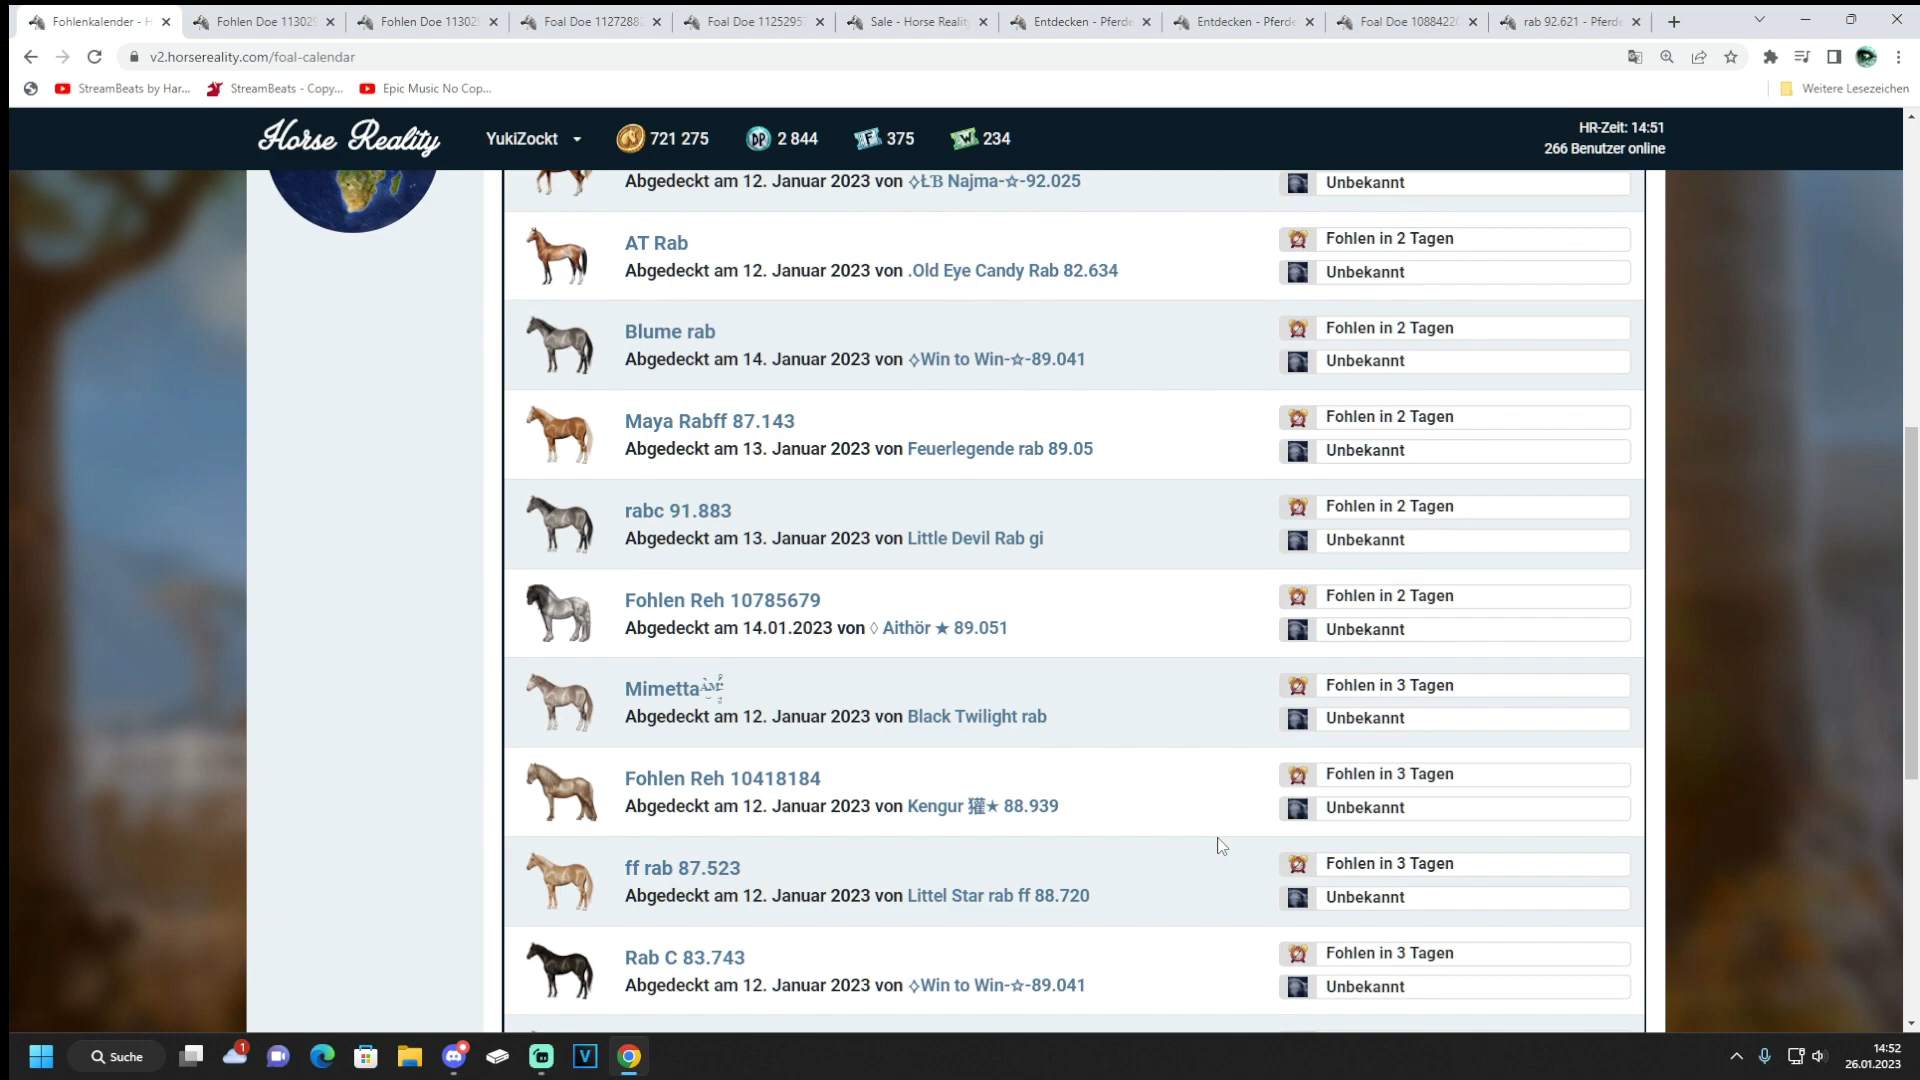 Fohlenkalender - H
Fohlen Doe 11302
Fohlen Doe 11302
Foal Doe 1127288
Foal Doe 1125295
Sale - Horse Reality
Entdecken - Pferde
Entdecken - Pferde
Foal Doe 1088422
rab 92.621 - Pferde
v2.horsereality.com/foal-calendar
StreamBeats by Har...
StreamBeats - Copy...
Epic Music No Cop...
Weitere Lesezeichen
Horse Reality
YukiZockt
721 275
DP
2 844
F
375
W
234
HR-Zeit: 14:51
266 Benutzer online
Abgedeckt am 12. Januar 2023 von ◊ŁƁ Najma-☆-92.025
Unbekannt
AT Rab
Fohlen in 2 Tagen
Abgedeckt am 12. Januar 2023 von .Old Eye Candy Rab 82.634
Unbekannt
Blume rab
Fohlen in 2 Tagen
Abgedeckt am 14. Januar 2023 von ◊Win to Win-☆-89.041
Unbekannt
Maya Rabff 87.143
Fohlen in 2 Tagen
Abgedeckt am 13. Januar 2023 von Feuerlegende rab 89.05
Unbekannt
rabc 91.883
Fohlen in 2 Tagen
Abgedeckt am 13. Januar 2023 von Little Devil Rab gi
Unbekannt
Fohlen Reh 10785679
Fohlen in 2 Tagen
Abgedeckt am 14.01.2023 von ◊ Aithör ★ 89.051
Unbekannt
Mimetta
Fohlen in 3 Tagen
Abgedeckt am 12. Januar 2023 von Black Twilight rab
Unbekannt
Fohlen Reh 10418184
Fohlen in 3 Tagen
Abgedeckt am 12. Januar 2023 von Kengur 獾★ 88.939
Unbekannt
ff rab 87.523
Fohlen in 3 Tagen
Abgedeckt am 12. Januar 2023 von Littel Star rab ff 88.720
Unbekannt
Rab C 83.743
Fohlen in 3 Tagen
Abgedeckt am 12. Januar 2023 von ◊Win to Win-☆-89.041
Unbekannt
Suche
1
V
14:52
26.01.2023